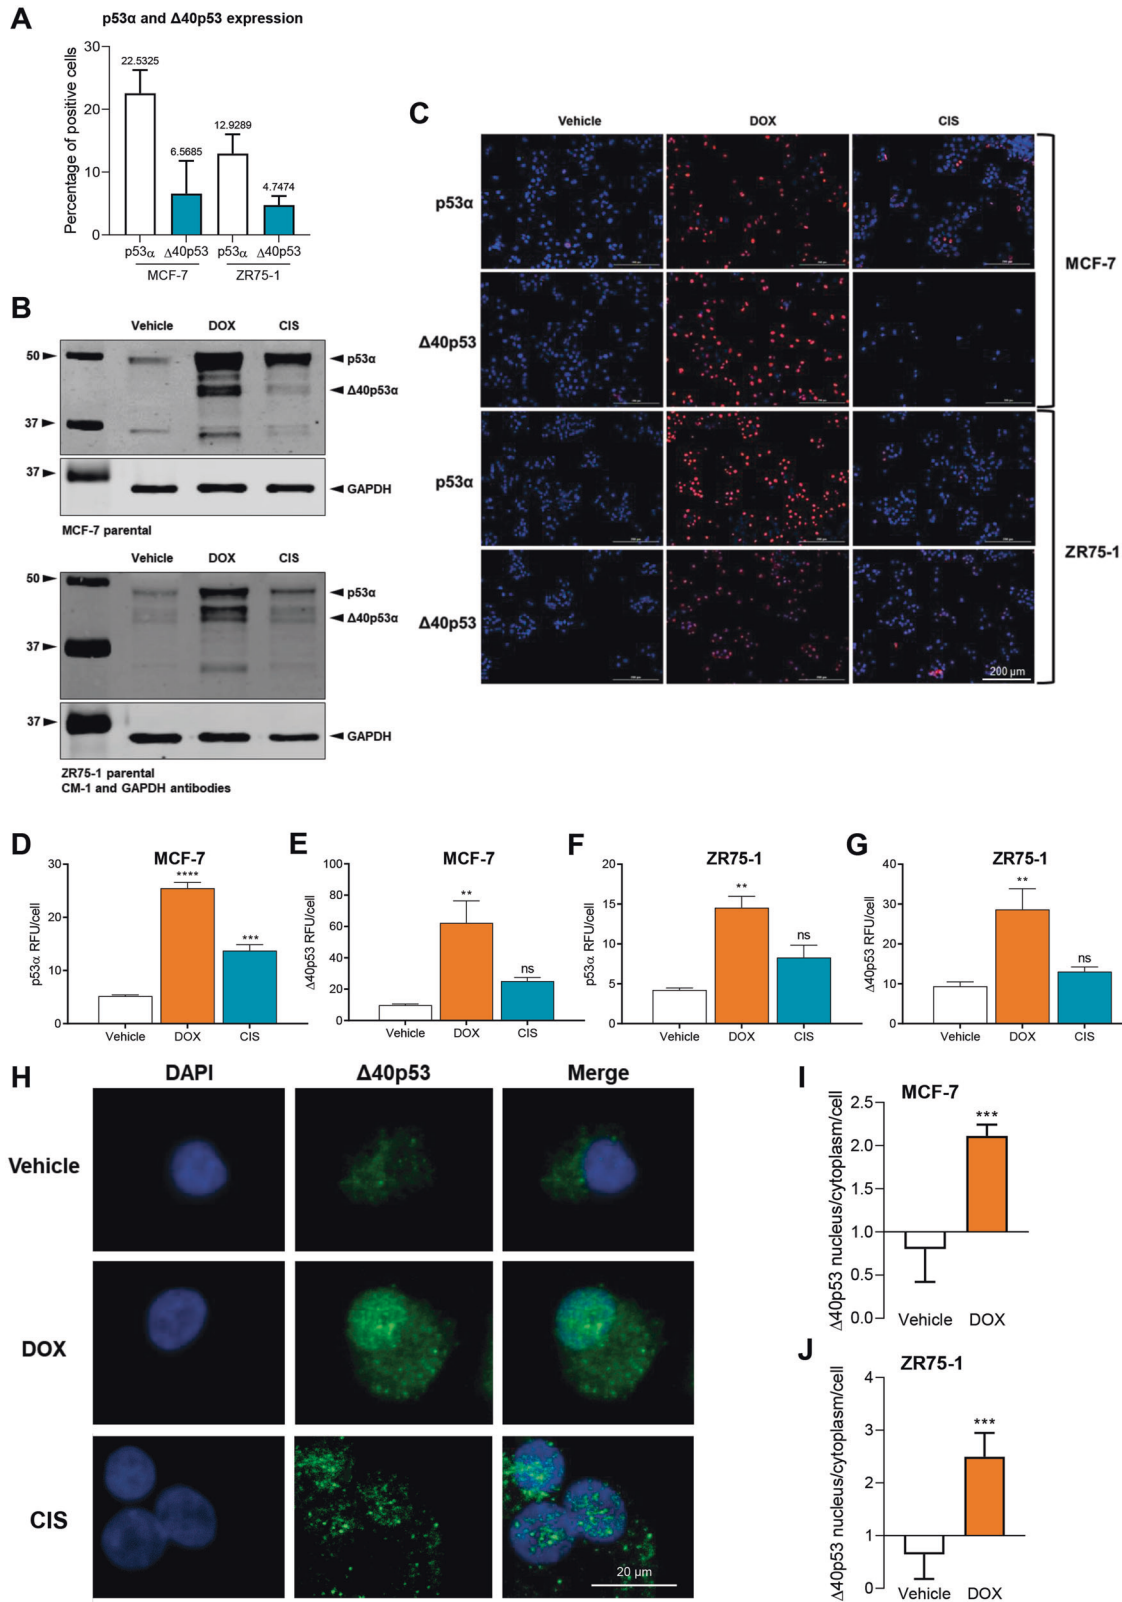 A
p53α and Δ40p53 expression
Percentage of positive cells
30
20
10
0
22.5325
6.5685
12.9289
4.7474
p53α Δ40p53 p53α Δ40p53
MCF-7 ZR75-1
B
Vehicle DOX CIS
50
p53α
Δ40p53α
37
37
GAPDH
MCF-7 parental
Vehicle DOX CIS
50
p53α
Δ40p53α
37
37
GAPDH
ZR75-1 parental
CM-1 and GAPDH antibodies
C
Vehicle DOX CIS
p53α
Δ40p53
MCF-7
p53α
Δ40p53
ZR75-1
200 µm
D
MCF-7
p53α RFU/cell
30
20
10
0
****
***
Vehicle DOX CIS
E
MCF-7
Δ40p53 RFU/cell
100
80
60
40
20
0
**
ns
Vehicle DOX CIS
F
ZR75-1
p53α RFU/cell
20
15
10
5
0
**
ns
Vehicle DOX CIS
G
ZR75-1
Δ40p53 RFU/cell
40
30
20
10
0
**
ns
Vehicle DOX CIS
H
DAPI Δ40p53 Merge
Vehicle
DOX
CIS
20 µm
I
MCF-7
Δ40p53 nucleus/cytoplasm/cell
2.5
2.0
1.5
1.0
0.5
0.0
***
Vehicle DOX
J
ZR75-1
Δ40p53 nucleus/cytoplasm/cell
4
3
2
1
0
***
Vehicle DOX